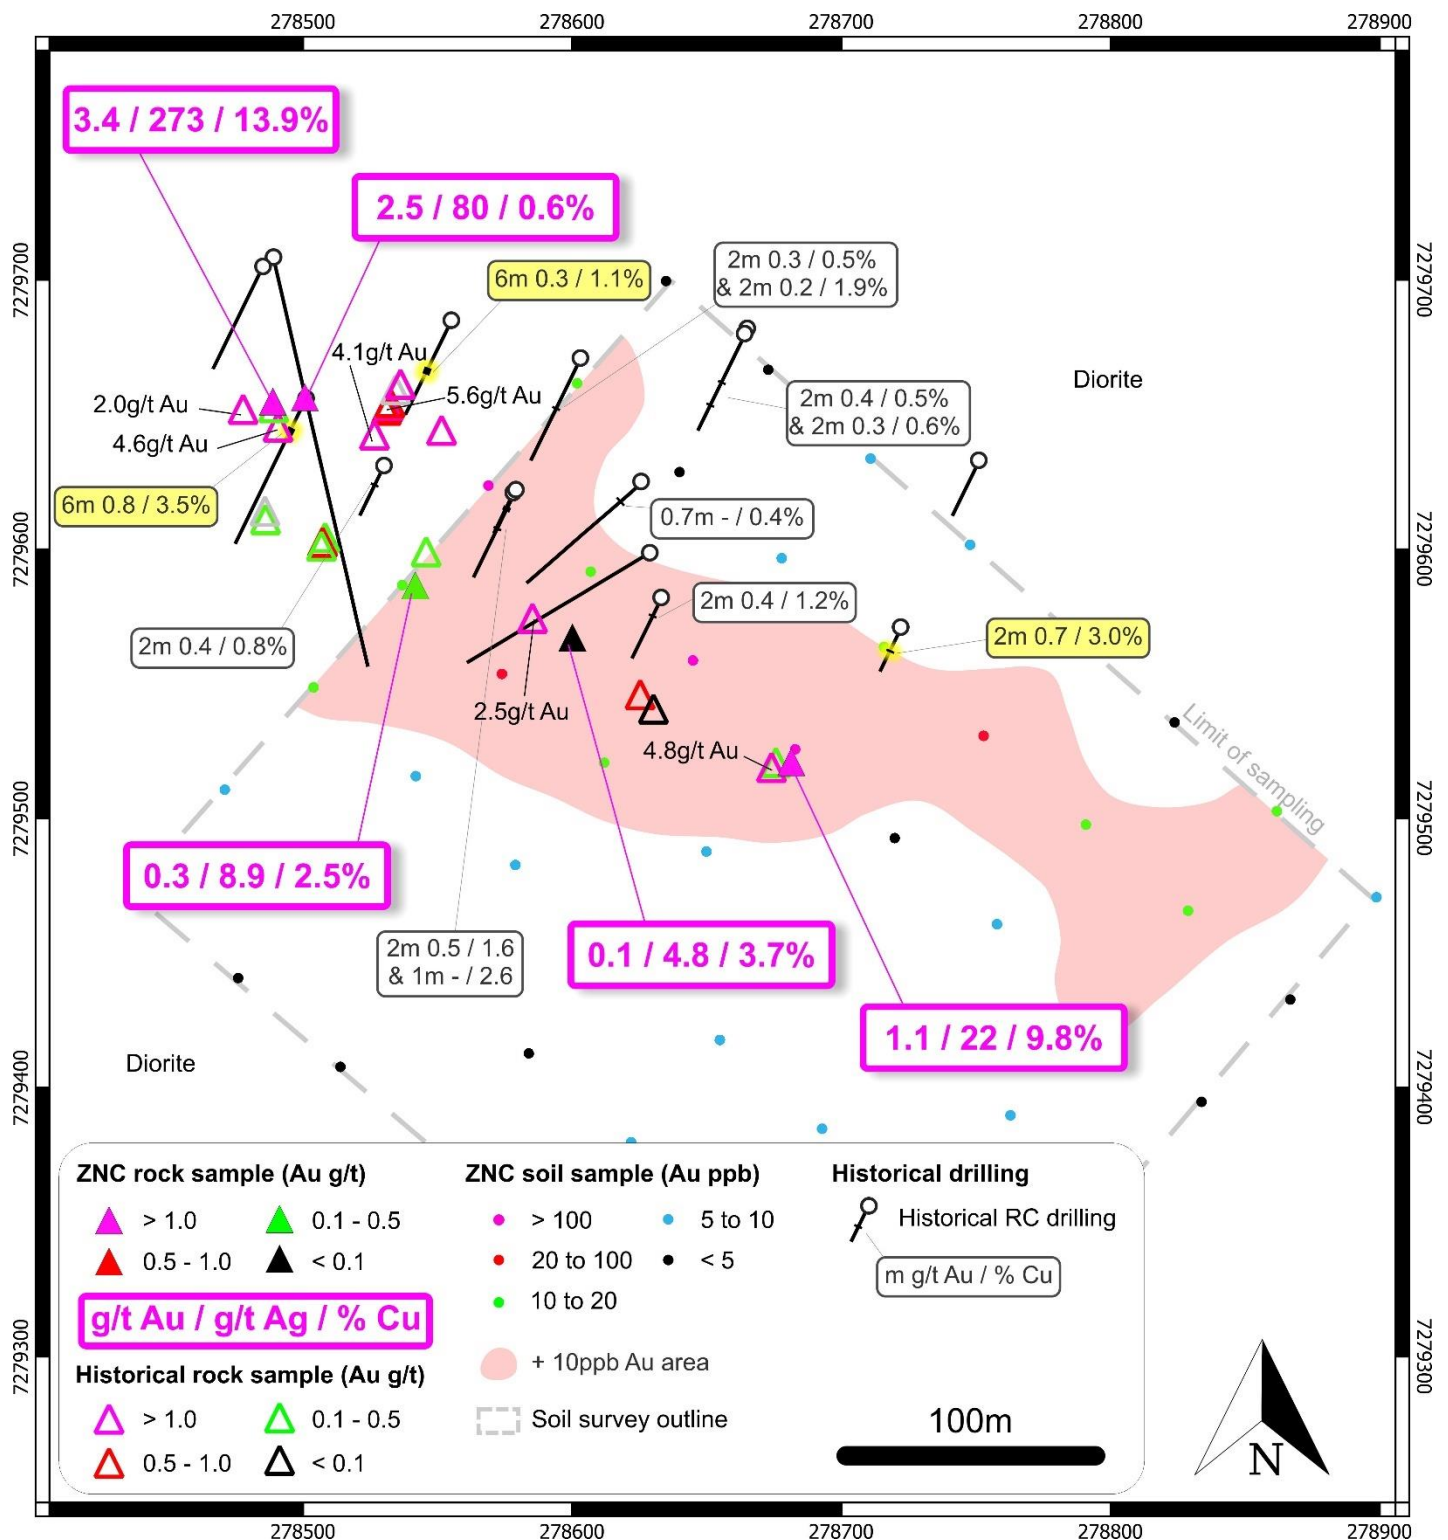 278500 278600 278700 278800 278900
3.4 / 273 / 13.9%
2.5 / 80 / 0.6%
7279700
7279700
6m 0.3 / 1.1%
2m 0.3 / 0.5%
& 2m 0.2 / 1.9%
4.1g/t Au
5.6g/t Au
Diorite
2m 0.4 / 0.5%
& 2m 0.3 / 0.6%
2.0g/t Au
4.6g/t Au
6m 0.8 / 3.5%
0.7m - / 0.4%
7279600
7279600
2m 0.4 / 0.8%
2m 0.4 / 1.2%
2m 0.7 / 3.0%
2.5g/t Au
4.8g/t Au
Limit of sampling
7279500
7279500
0.3 / 8.9 / 2.5%
2m 0.5 / 1.6
& 1m - / 2.6
0.1 / 4.8 / 3.7%
1.1 / 22 / 9.8%
Diorite
7279400
7279400
ZNC rock sample (Au g/t)
> 1.0
0.1 - 0.5
0.5 - 1.0
< 0.1
g/t Au / g/t Ag / % Cu
Historical rock sample (Au g/t)
> 1.0
0.1 - 0.5
0.5 - 1.0
< 0.1
ZNC soil sample (Au ppb)
> 100
5 to 10
20 to 100
< 5
10 to 20
+ 10ppb Au area
Soil survey outline
Historical drilling
Historical RC drilling
m g/t Au / % Cu
100m
N
7279300
7279300
278500 278600 278700 278800 278900